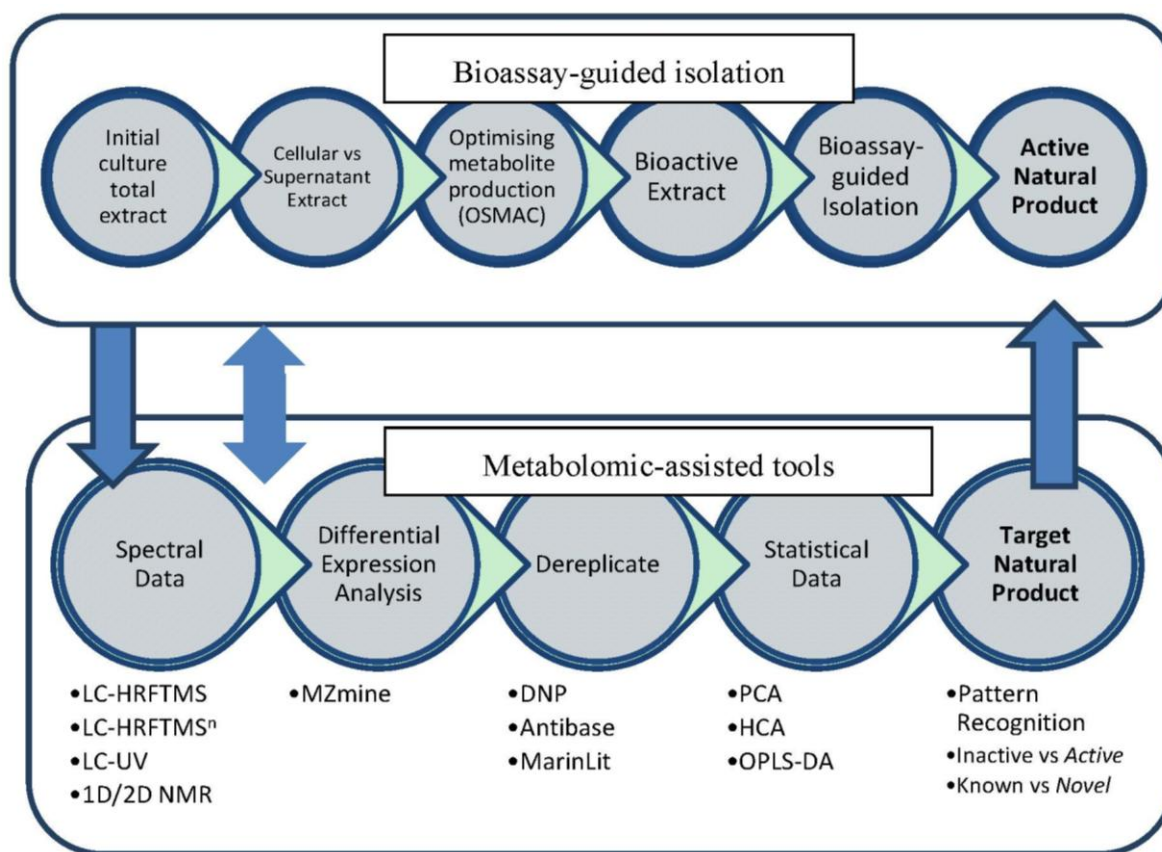 Bioassay-guided isolation
Initial
culture
total
extract
Cellular vs
Supernatant
Extract
Optimising
metabolite
production
(OSMAC)
Bioactive
Extract
Bioassay-
guided
Isolation
Active
Natural
Product
Metabolomic-assisted tools
Spectral
Data
Differential
Expression
Analysis
Dereplicate
Statistical
Data
Target
Natural
Product
•LC-HRFTMS
•LC-HRFTMSⁿ
•LC-UV
•1D/2D NMR
•MZmine
•DNP
•Antibase
•MarinLit
•PCA
•HCA
•OPLS-DA
•Pattern
Recognition
•Inactive vs Active
•Known vs Novel